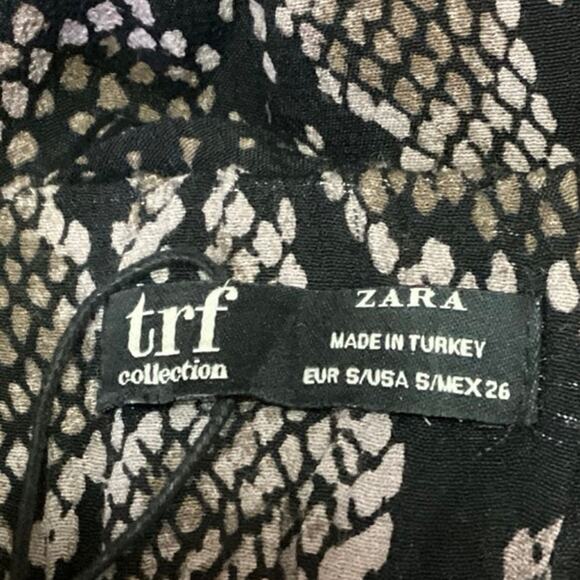 trf
collection
ZARA
MADE IN TURKEY
EUR S/USA S/MEX 26